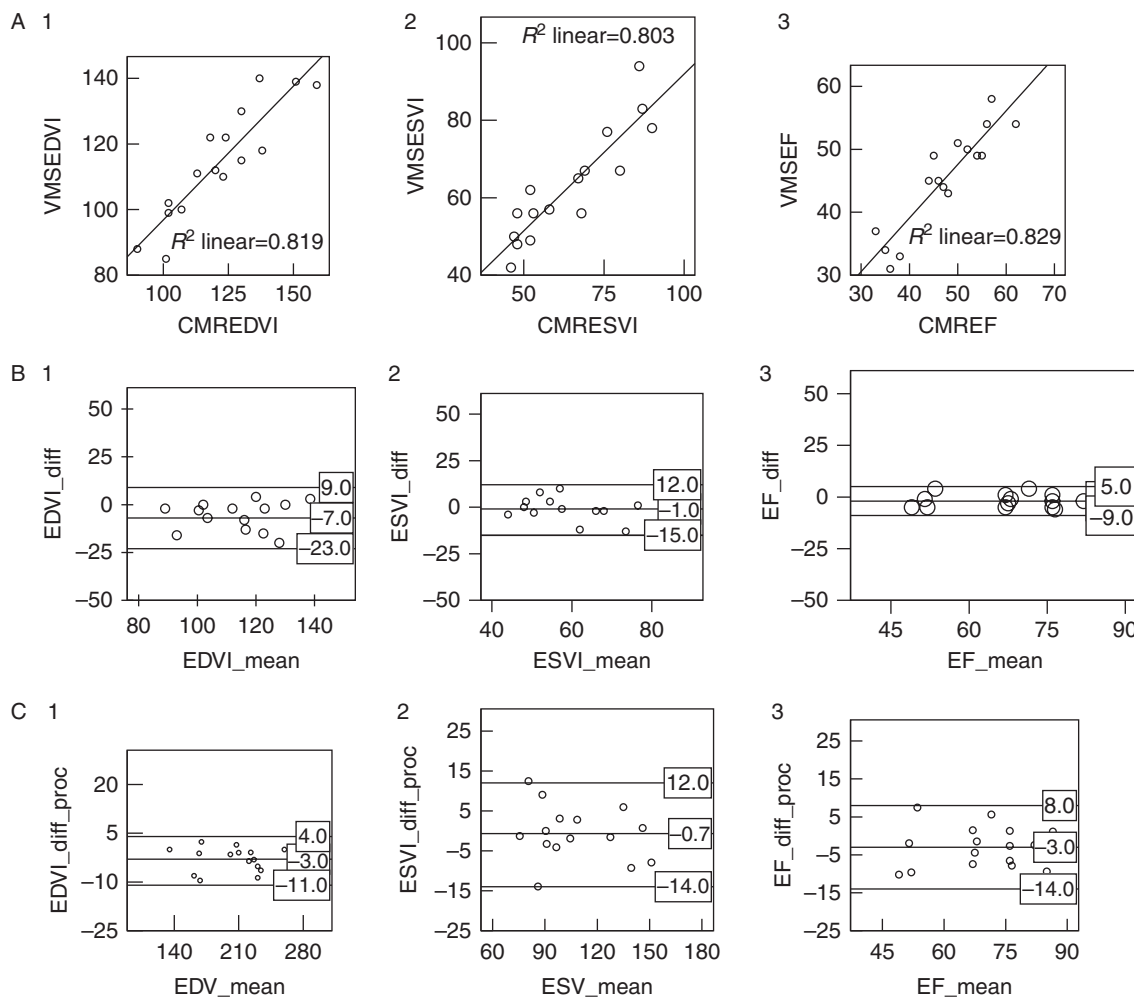 A 1
R² linear=0.819
VMSEDVI
140
120
100
80
100 125 150
CMREDVI
2
R² linear=0.803
VMSESVI
100
80
60
40
50 75 100
CMRESVI
3
R² linear=0.829
VMSEF
60
50
40
30
30 40 50 60 70
CMREF
B 1
EDVI_diff
50
25
0
−25
−50
9.0
−7.0
−23.0
80 100 120 140
EDVI_mean
2
ESVI_diff
50
25
0
−25
−50
12.0
−1.0
−15.0
40 60 80
ESVI_mean
3
EF_diff
50
25
0
−25
−50
5.0
−9.0
45 60 75 90
EF_mean
C 1
EDVI_diff_proc
20
5
−10
−25
4.0
−3.0
−11.0
140 210 280
EDV_mean
2
ESVI_diff_proc
25
15
5
−5
−15
−25
12.0
−0.7
−14.0
60 90 120 150 180
ESV_mean
3
EF_diff_proc
25
15
5
−5
−15
−25
8.0
−3.0
−14.0
45 60 75 90
EF_mean